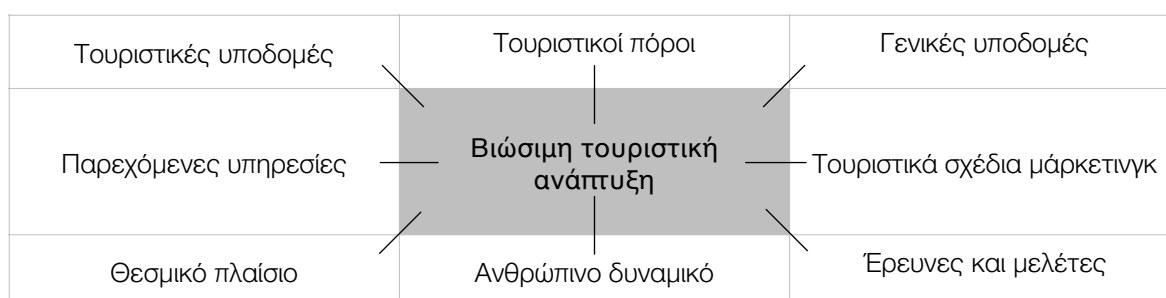 Τουριστικές υποδομές
Τουριστικοί πόροι
Γενικές υποδομές
Παρεχόμενες υπηρεσίες
Βιώσιμη τουριστική
ανάπτυξη
Τουριστικά σχέδια μάρκετινγκ
Θεσμικό πλαίσιο
Ανθρώπινο δυναμικό
Έρευνες και μελέτες